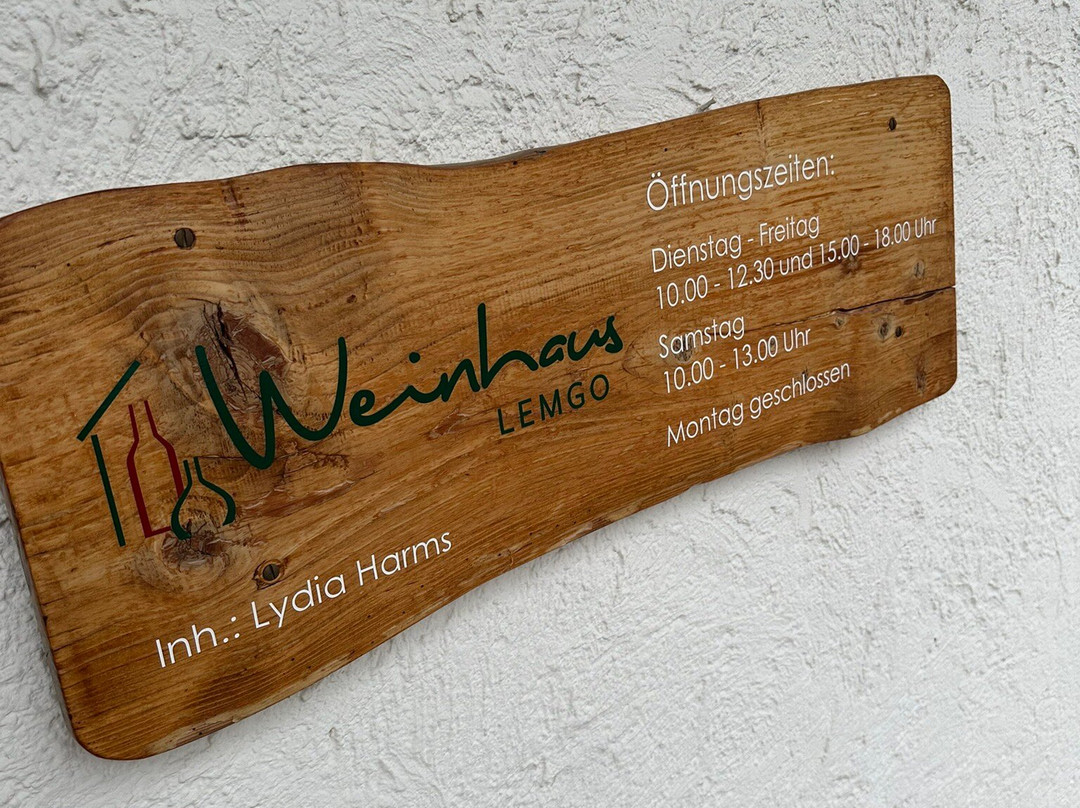 Weinhaus
LEMGO
Inh.: Lydia Harms
Öffnungszeiten:
Dienstag - Freitag
10.00 - 12.30 und 15.00 - 18.00 Uhr
Samstag
10.00 - 13.00 Uhr
Montag geschlossen